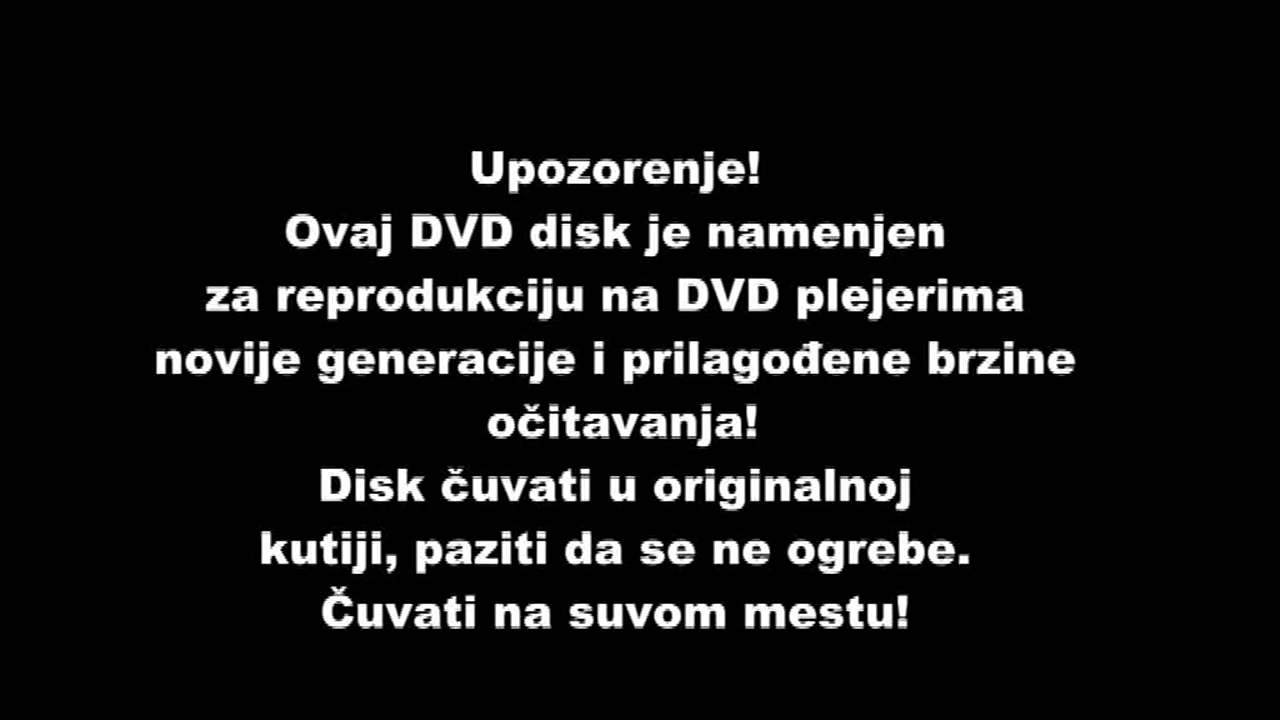 Upozorenje!
Ovaj DVD disk je namenjen
za reprodukciju na DVD plejerima
novije generacije i prilagođene brzine
očitavanja!
Disk čuvati u originalnoj
kutiji, paziti da se ne ogrebe.
Čuvati na suvom mestu!